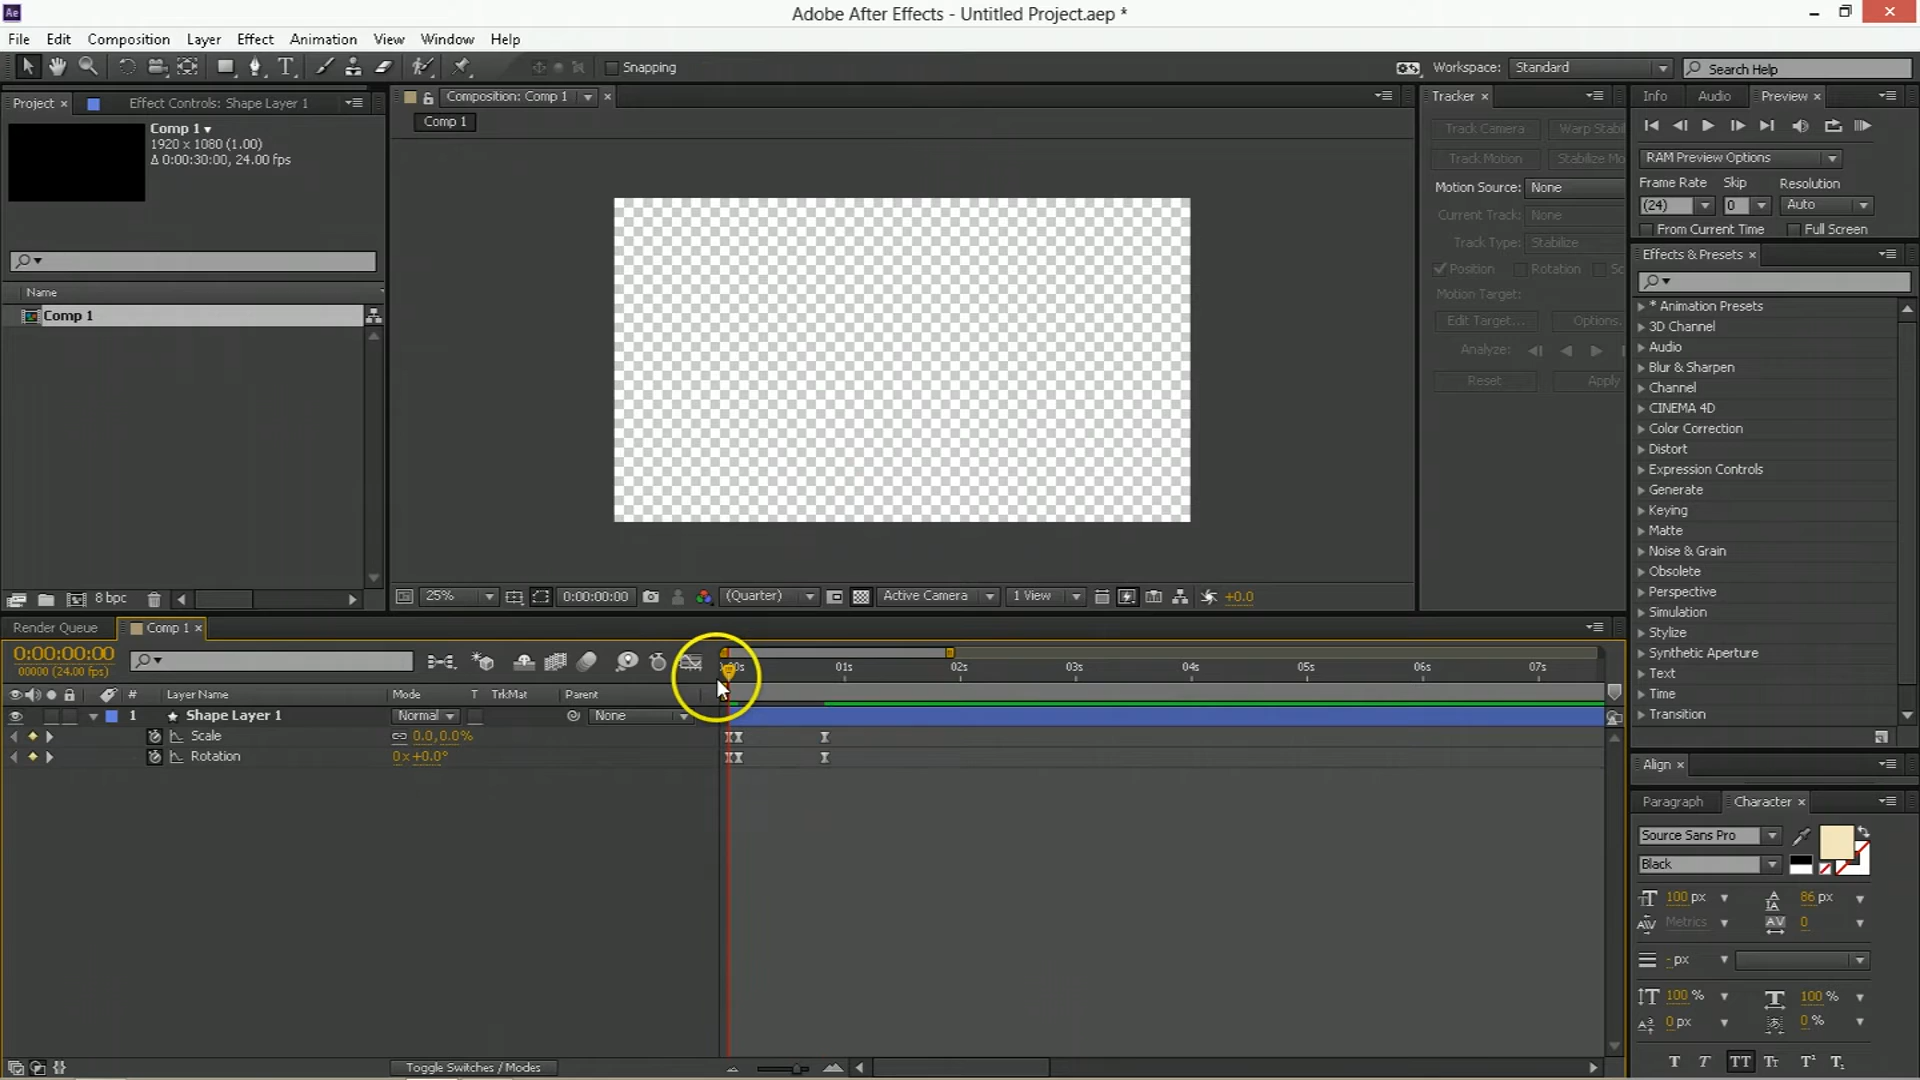 Ae
Adobe After Effects - Untitled Project.aep *
File Edit Composition Layer Effect Animation View Window Help
Snapping
Workspace: Standard
Search Help
Project × Effect Controls: Shape Layer 1
Comp 1
1920 x 1080 (1.00)
Δ 0:00:30:00, 24.00 fps
Name
Comp 1
8 bpc
Composition: Comp 1 ×
Comp 1
25% 0:00:00:00 (Quarter) Active Camera 1 View +0.0
Tracker ×
Track Camera
Track Motion
Motion Source: None
Current Track: None
Track Type: Stabilize
Position Rotation
Motion Target:
Edit Target...
Analyze:
Reset Apply
Info Audio Preview ×
RAM Preview Options
Frame Rate Skip Resolution
(24) 0 Auto
From Current Time Full Screen
Effects & Presets ×
* Animation Presets
3D Channel
Audio
Blur & Sharpen
Channel
CINEMA 4D
Color Correction
Distort
Expression Controls
Generate
Keying
Matte
Noise & Grain
Obsolete
Perspective
Simulation
Stylize
Synthetic Aperture
Text
Time
Transition
Align ×
Paragraph Character ×
Source Sans Pro
Black
100 px 86 px
Metrics 0
- px
100 % 100 %
0 px 0 %
T T TT Tт T¹ T₁
Render Queue Comp 1 ×
0:00:00:00
00000 (24.00 fps)
01s 02s 03s 04s 05s 06s 07s
# Layer Name Mode T TrkMat Parent
1 Shape Layer 1 Normal None
Scale 0.0,0.0%
Rotation 0x+0.0°
Toggle Switches / Modes